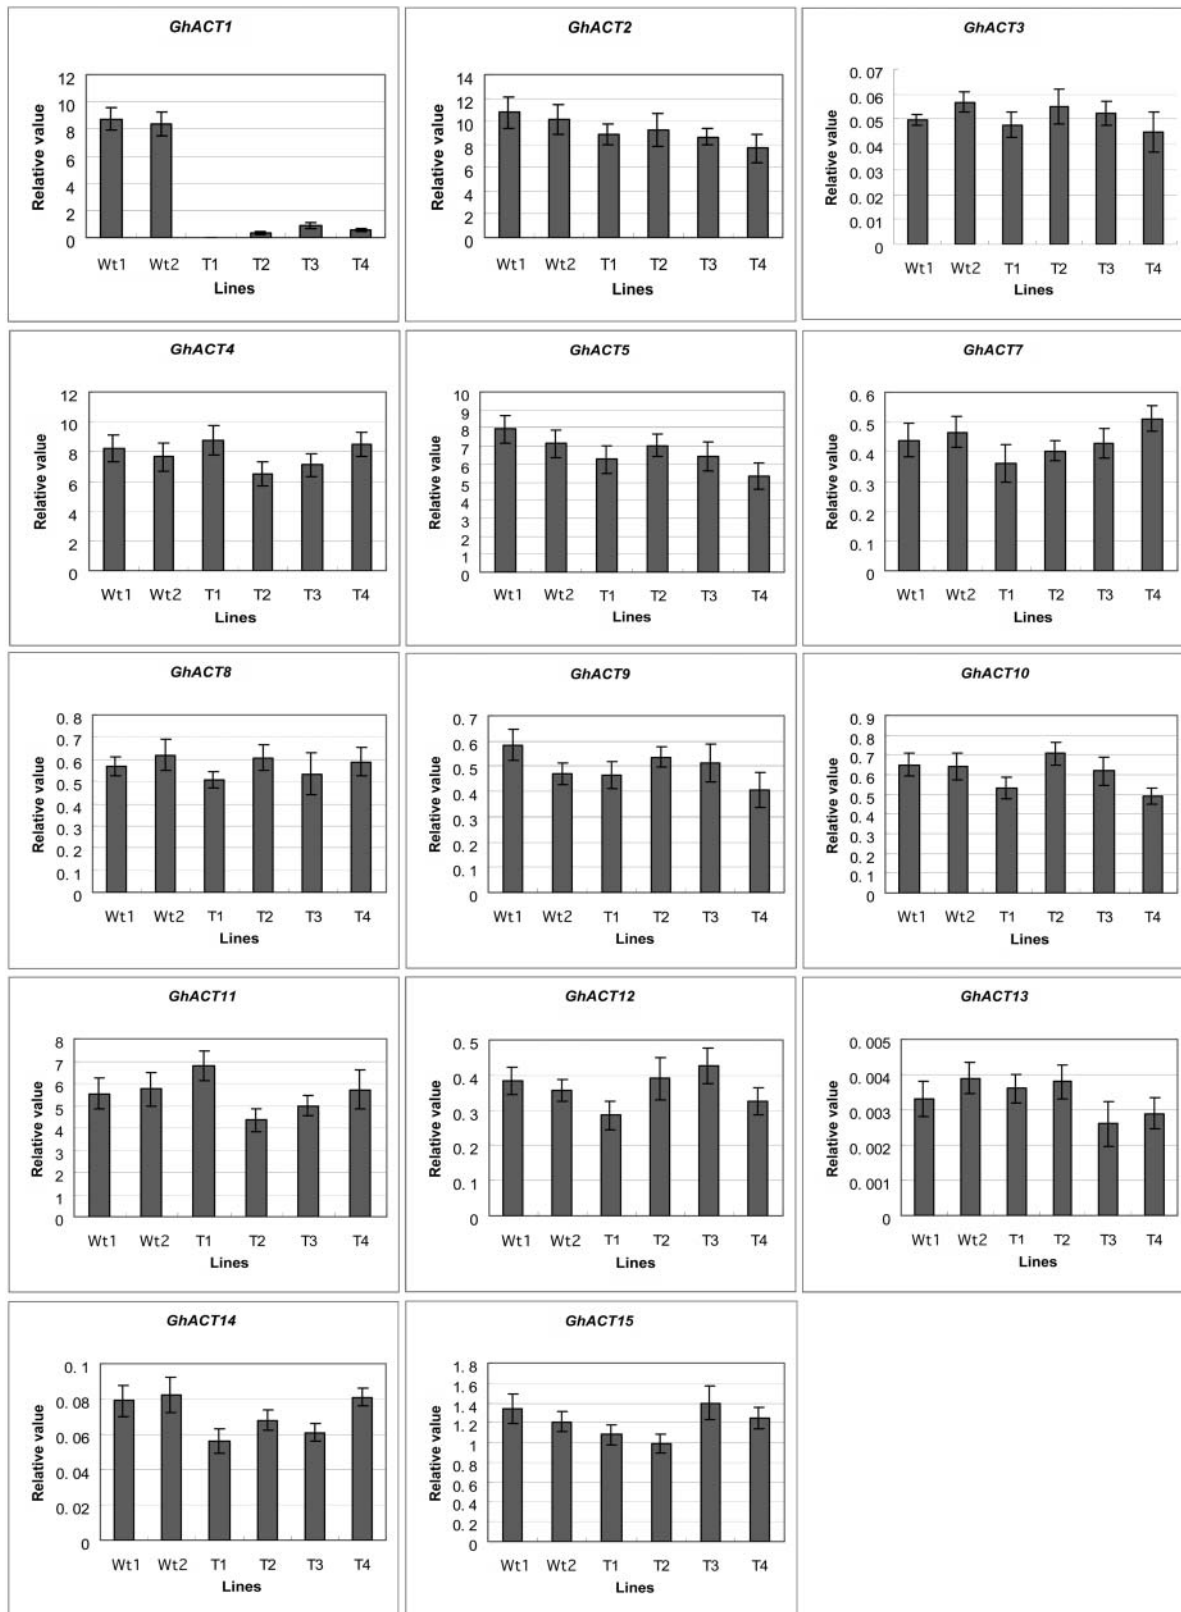 GhACT1
Relative value
12
10
8
6
4
2
0
Wt1 Wt2 T1 T2 T3 T4
Lines
GhACT2
Relative value
14
12
10
8
6
4
2
0
Wt1 Wt2 T1 T2 T3 T4
Lines
GhACT3
Relative value
0.07
0.06
0.05
0.04
0.03
0.02
0.01
0
Wt1 Wt2 T1 T2 T3 T4
Lines
GhACT4
Relative value
12
10
8
6
4
2
0
Wt1 Wt2 T1 T2 T3 T4
Lines
GhACT5
Relative value
10
9
8
7
6
5
4
3
2
1
0
Wt1 Wt2 T1 T2 T3 T4
Lines
GhACT7
Relative value
0.6
0.5
0.4
0.3
0.2
0.1
0
Wt1 Wt2 T1 T2 T3 T4
Lines
GhACT8
Relative value
0.8
0.7
0.6
0.5
0.4
0.3
0.2
0.1
0
Wt1 Wt2 T1 T2 T3 T4
Lines
GhACT9
Relative value
0.7
0.6
0.5
0.4
0.3
0.2
0.1
0
Wt1 Wt2 T1 T2 T3 T4
Lines
GhACT10
Relative value
0.9
0.8
0.7
0.6
0.5
0.4
0.3
0.2
0.1
0
Wt1 Wt2 T1 T2 T3 T4
Lines
GhACT11
Relative value
8
7
6
5
4
3
2
1
0
Wt1 Wt2 T1 T2 T3 T4
Lines
GhACT12
Relative value
0.5
0.4
0.3
0.2
0.1
0
Wt1 Wt2 T1 T2 T3 T4
Lines
GhACT13
Relative value
0.005
0.004
0.003
0.002
0.001
0
Wt1 Wt2 T1 T2 T3 T4
Lines
GhACT14
Relative value
0.1
0.08
0.06
0.04
0.02
0
Wt1 Wt2 T1 T2 T3 T4
Lines
GhACT15
Relative value
1.8
1.6
1.4
1.2
1
0.8
0.6
0.4
0.2
0
Wt1 Wt2 T1 T2 T3 T4
Lines